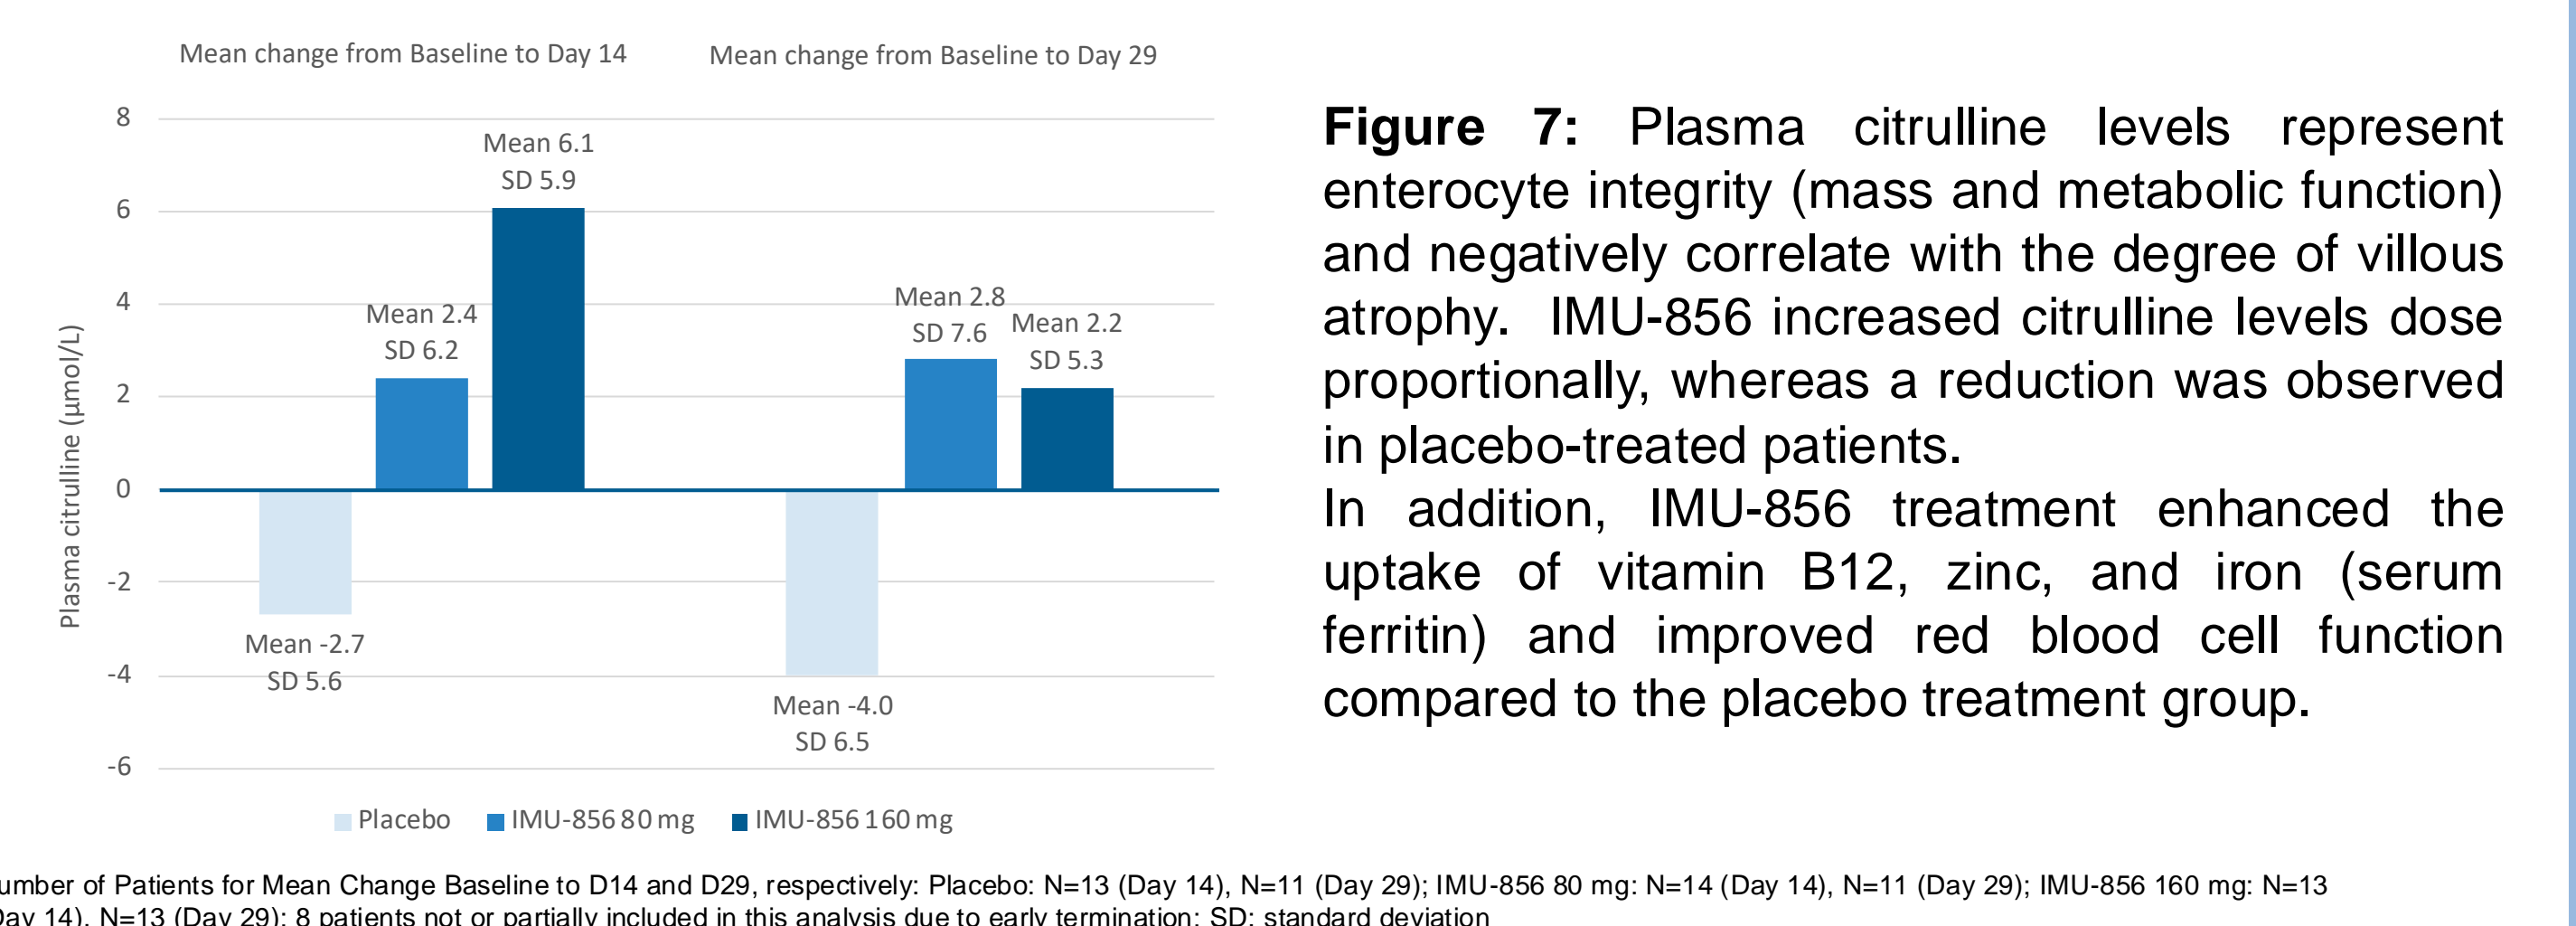 Mean change from Baseline to Day 14
Mean change from Baseline to Day 29
Plasma citrulline (µmol/L)
8
6
4
2
0
-2
-4
-6
Mean -2.7
SD 5.6
Mean 2.4
SD 6.2
Mean 6.1
SD 5.9
Mean -4.0
SD 6.5
Mean 2.8
SD 7.6
Mean 2.2
SD 5.3
Placebo
IMU-856 80 mg
IMU-856 160 mg
Figure 7: Plasma citrulline levels represent
enterocyte integrity (mass and metabolic function)
and negatively correlate with the degree of villous
atrophy. IMU-856 increased citrulline levels dose
proportionally, whereas a reduction was observed
in placebo-treated patients.
In addition, IMU-856 treatment enhanced the
uptake of vitamin B12, zinc, and iron (serum
ferritin) and improved red blood cell function
compared to the placebo treatment group.
umber of Patients for Mean Change Baseline to D14 and D29, respectively: Placebo: N=13 (Day 14), N=11 (Day 29); IMU-856 80 mg: N=14 (Day 14), N=11 (Day 29); IMU-856 160 mg: N=13
Day 14), N=13 (Day 29); 8 patients not or partially included in this analysis due to early termination; SD: standard deviation